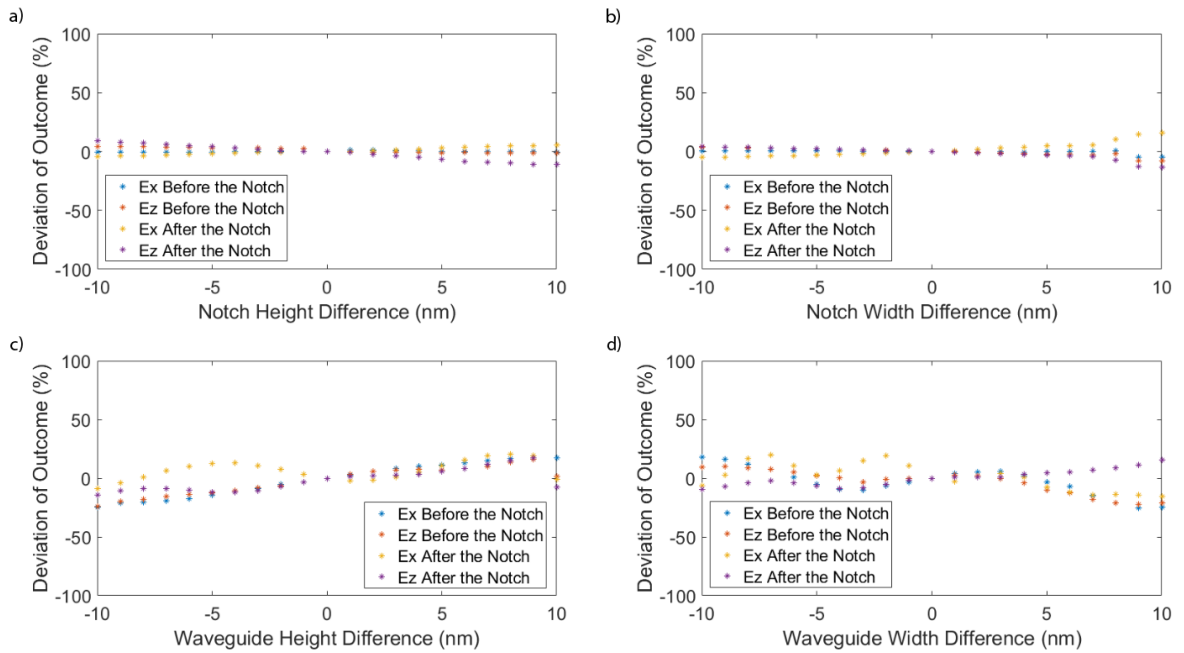 a)
100
50
0
-50
-100
Deviation of Outcome (%)
Ex Before the Notch
Ez Before the Notch
Ex After the Notch
Ez After the Notch
-10
-5
0
5
10
Notch Height Difference (nm)
b)
100
50
0
-50
-100
Deviation of Outcome (%)
Ex Before the Notch
Ez Before the Notch
Ex After the Notch
Ez After the Notch
-10
-5
0
5
10
Notch Width Difference (nm)
c)
100
50
0
-50
-100
Deviation of Outcome (%)
Ex Before the Notch
Ez Before the Notch
Ex After the Notch
Ez After the Notch
-10
-5
0
5
10
Waveguide Height Difference (nm)
d)
100
50
0
-50
-100
Deviation of Outcome (%)
Ex Before the Notch
Ez Before the Notch
Ex After the Notch
Ez After the Notch
-10
-5
0
5
10
Waveguide Width Difference (nm)